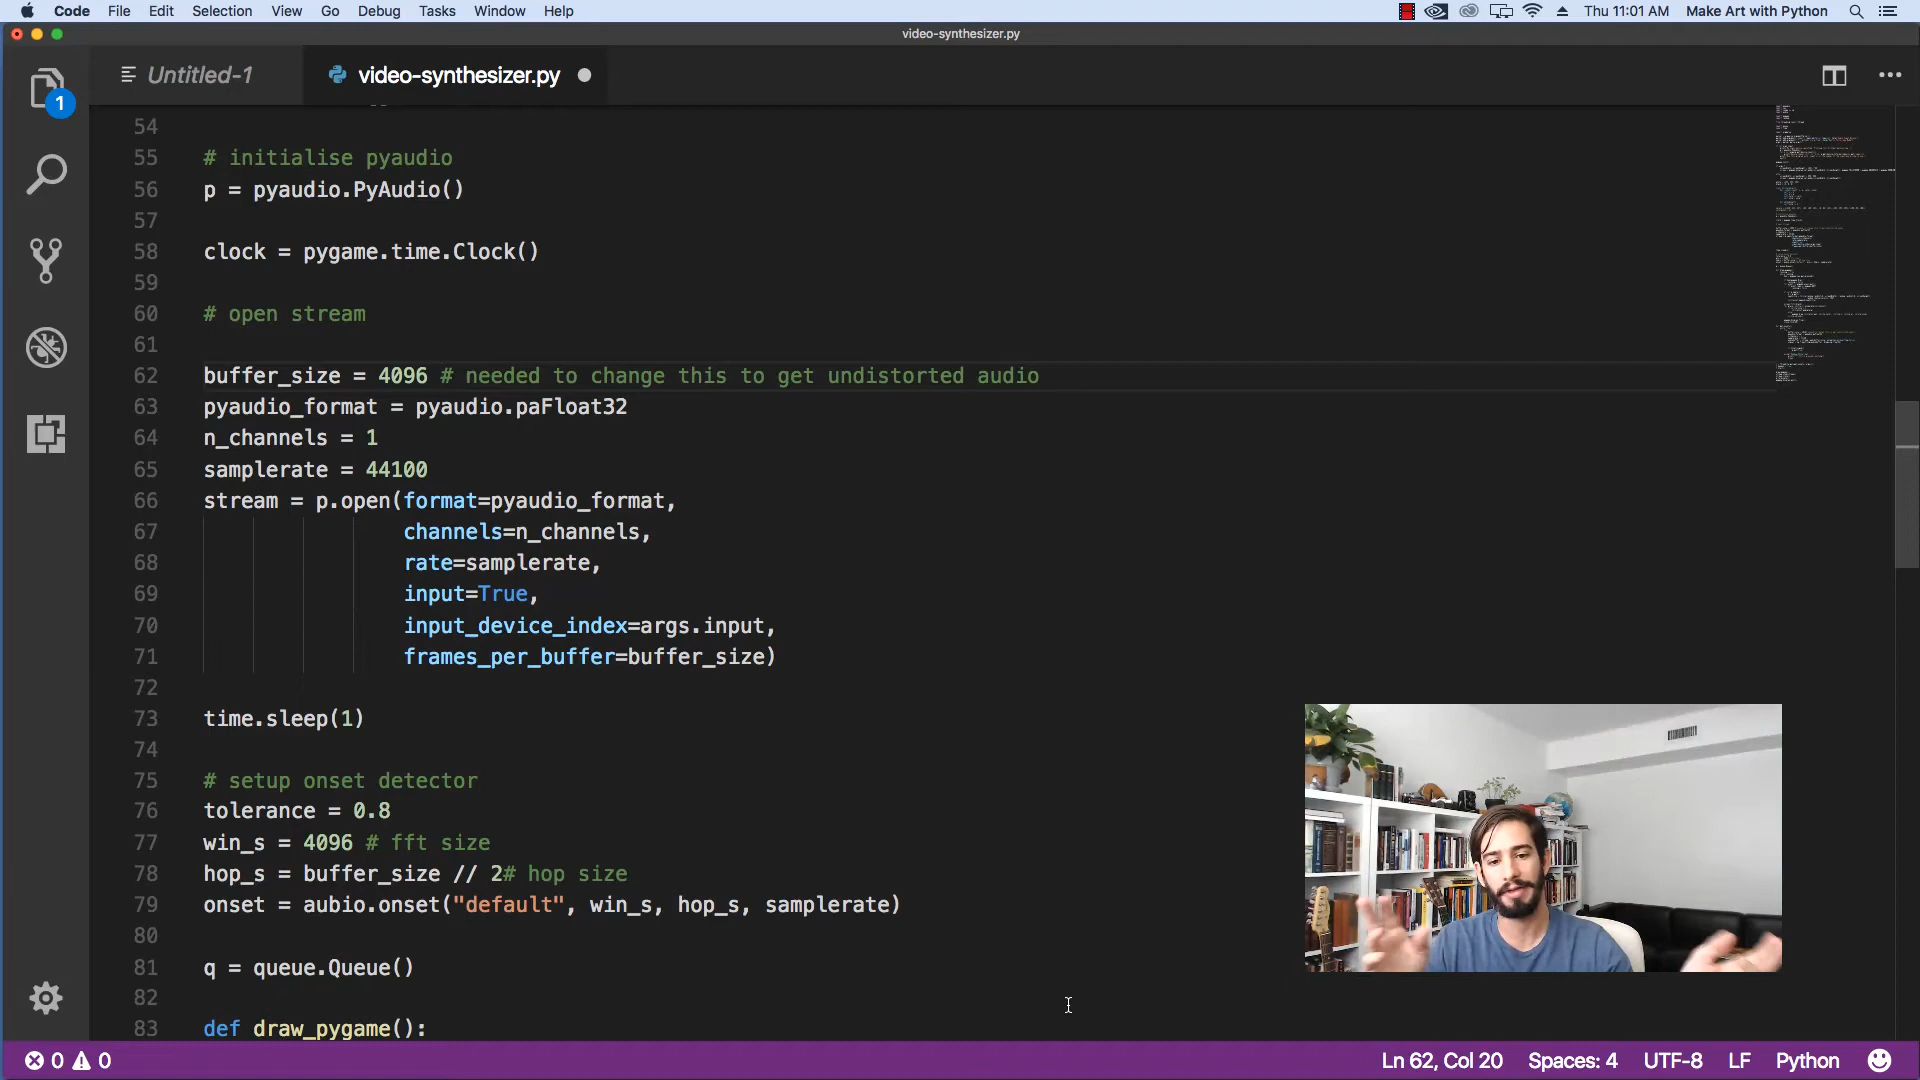 Code File Edit Selection View Go Debug Tasks Window Help Thu 11:01 AM Make Art with Python
video-synthesizer.py
Untitled-1 video-synthesizer.py
1
54
55 # initialise pyaudio
56 p = pyaudio.PyAudio()
57
58 clock = pygame.time.Clock()
59
60 # open stream
61
62 buffer_size = 4096 # needed to change this to get undistorted audio
63 pyaudio_format = pyaudio.paFloat32
64 n_channels = 1
65 samplerate = 44100
66 stream = p.open(format=pyaudio_format,
67 channels=n_channels,
68 rate=samplerate,
69 input=True,
70 input_device_index=args.input,
71 frames_per_buffer=buffer_size)
72
73 time.sleep(1)
74
75 # setup onset detector
76 tolerance = 0.8
77 win_s = 4096 # fft size
78 hop_s = buffer_size // 2# hop size
79 onset = aubio.onset("default", win_s, hop_s, samplerate)
80
81 q = queue.Queue()
82
83 def draw_pygame():
0 0 Ln 62, Col 20 Spaces: 4 UTF-8 LF Python